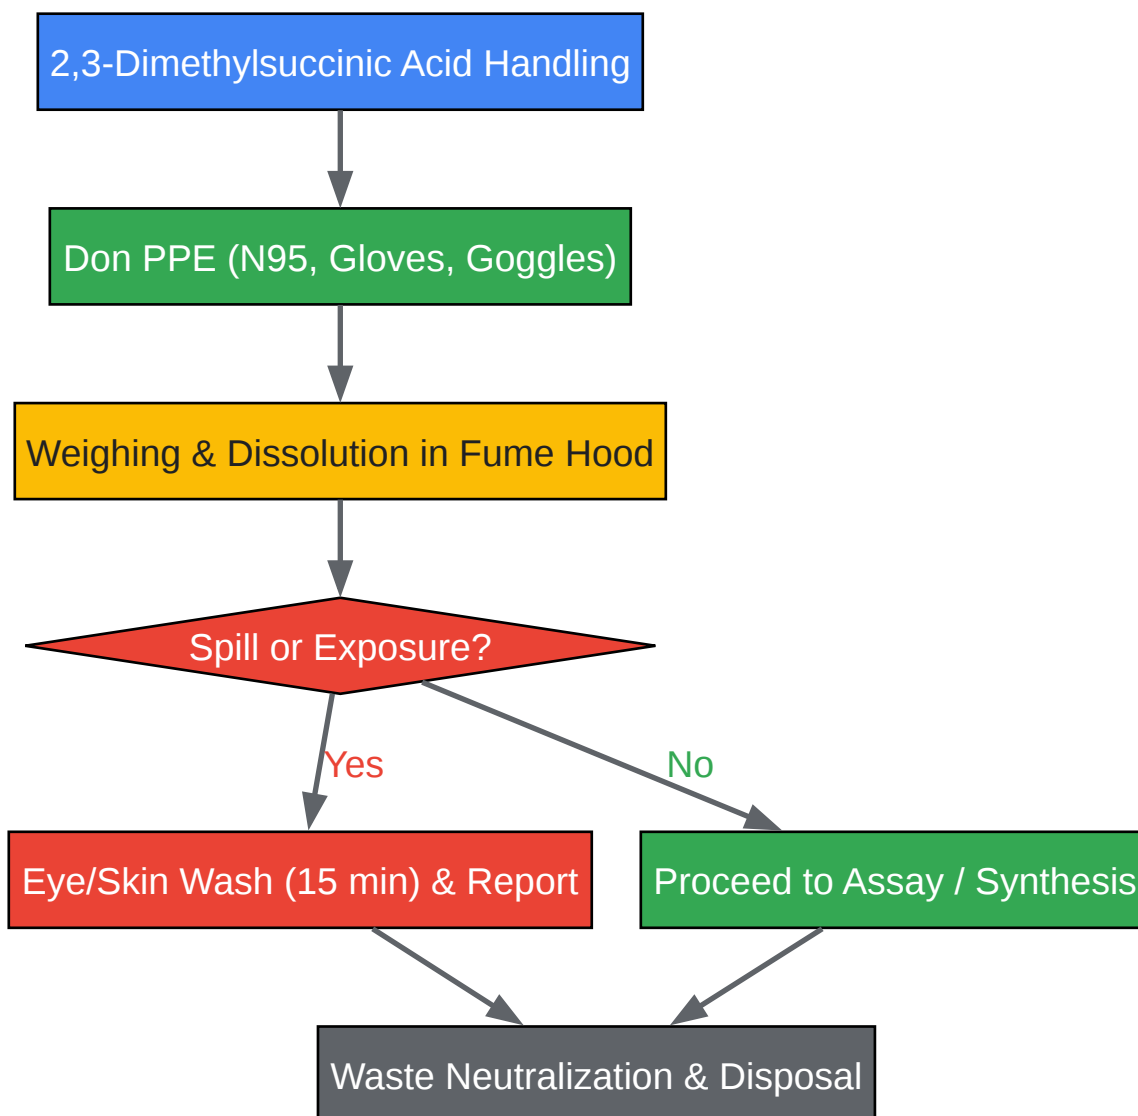 2,3-Dimethylsuccinic Acid Handling
Don PPE (N95, Gloves, Goggles)
Weighing & Dissolution in Fume Hood
Spill or Exposure?
Yes
No
Eye/Skin Wash (15 min) & Report
Proceed to Assay / Synthesis
Waste Neutralization & Disposal